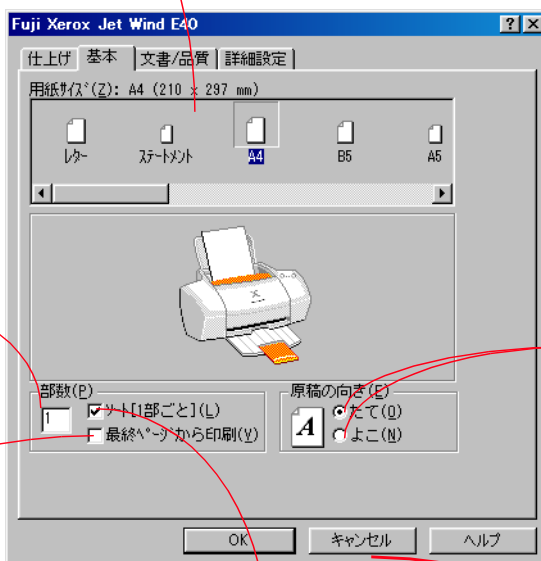 Fuji Xerox Jet Wind E40
仕上げ 基本 文書/品質 詳細設定
用紙ｻｲｽﾞ(Z): A4 (210 x 297 mm)
ﾚﾀｰ ｽﾃｰﾄﾒﾝﾄ A4 B5 A5
部数(P)
1
ｿｰﾄ[1部ごと](L)
最終ﾍﾟｰｼﾞから印刷(Y)
原稿の向き(E)
A
たて(O)
よこ(N)
OK キャンセル ヘルプ